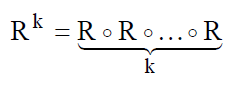 R^k = R ∘ R ∘ ... ∘ R
k